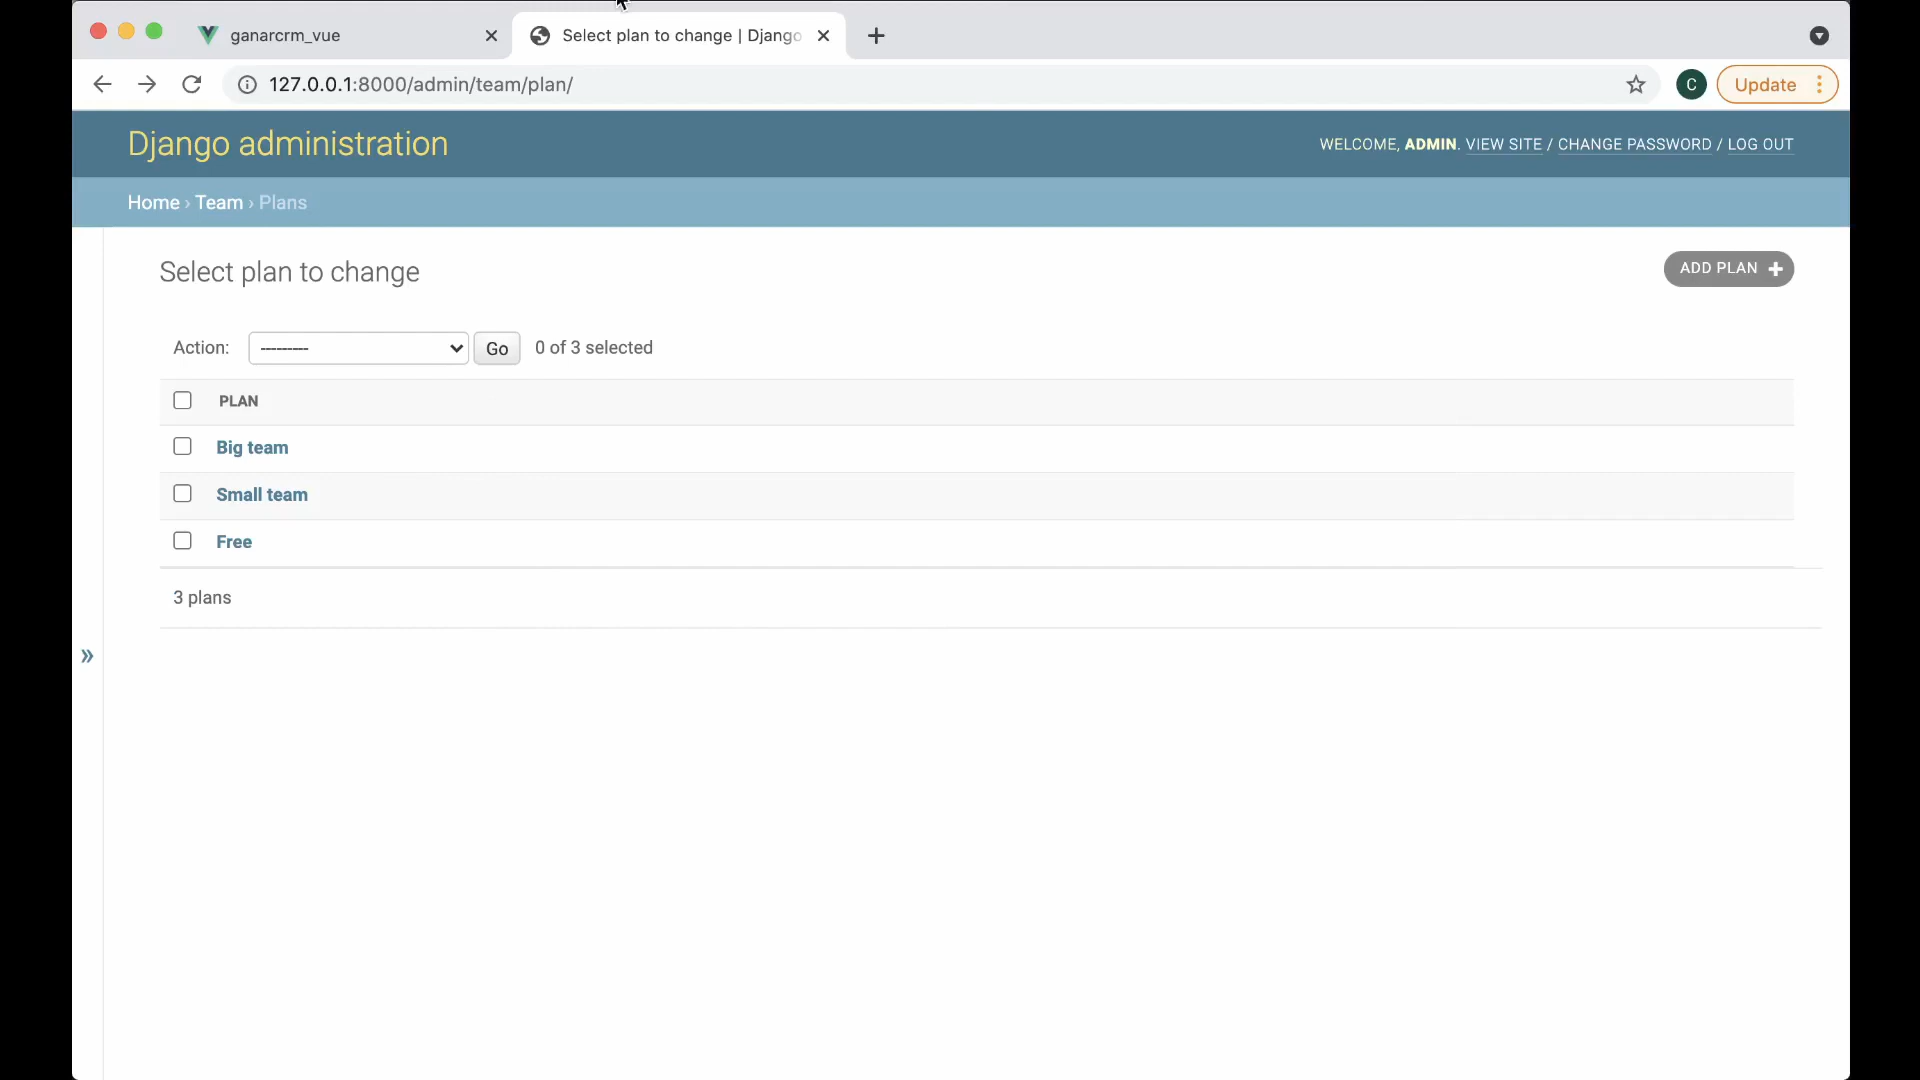 ganarcrm_vue
Select plan to change | Django
127.0.0.1:8000/admin/team/plan/
C
Update
Django administration
WELCOME, ADMIN. VIEW SITE / CHANGE PASSWORD / LOG OUT
Home › Team › Plans
Select plan to change
ADD PLAN +
Action: --------- Go 0 of 3 selected
PLAN
Big team
Small team
Free
3 plans
»